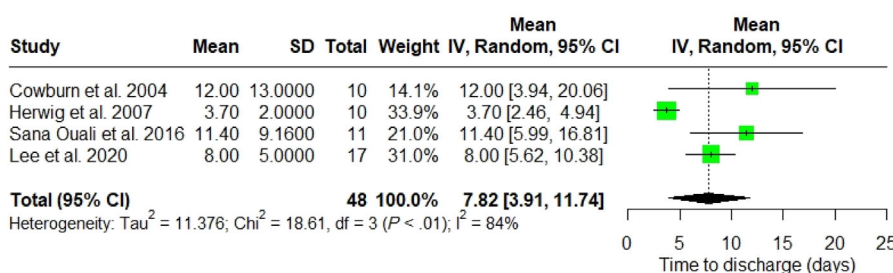 Mean Mean
Study Mean SD Total Weight IV, Random, 95% CI IV, Random, 95% CI
Cowburn et al. 2004 12.00 13.0000 10 14.1% 12.00 [3.94, 20.06]
Herwig et al. 2007 3.70 2.0000 10 33.9% 3.70 [2.46, 4.94]
Sana Ouali et al. 2016 11.40 9.1600 11 21.0% 11.40 [5.99, 16.81]
Lee et al. 2020 8.00 5.0000 17 31.0% 8.00 [5.62, 10.38]
Total (95% CI) 48 100.0% 7.82 [3.91, 11.74]
Heterogeneity: Tau² = 11.376; Chi² = 18.61, df = 3 (P < .01); I² = 84%
0 5 10 15 20 25
Time to discharge (days)